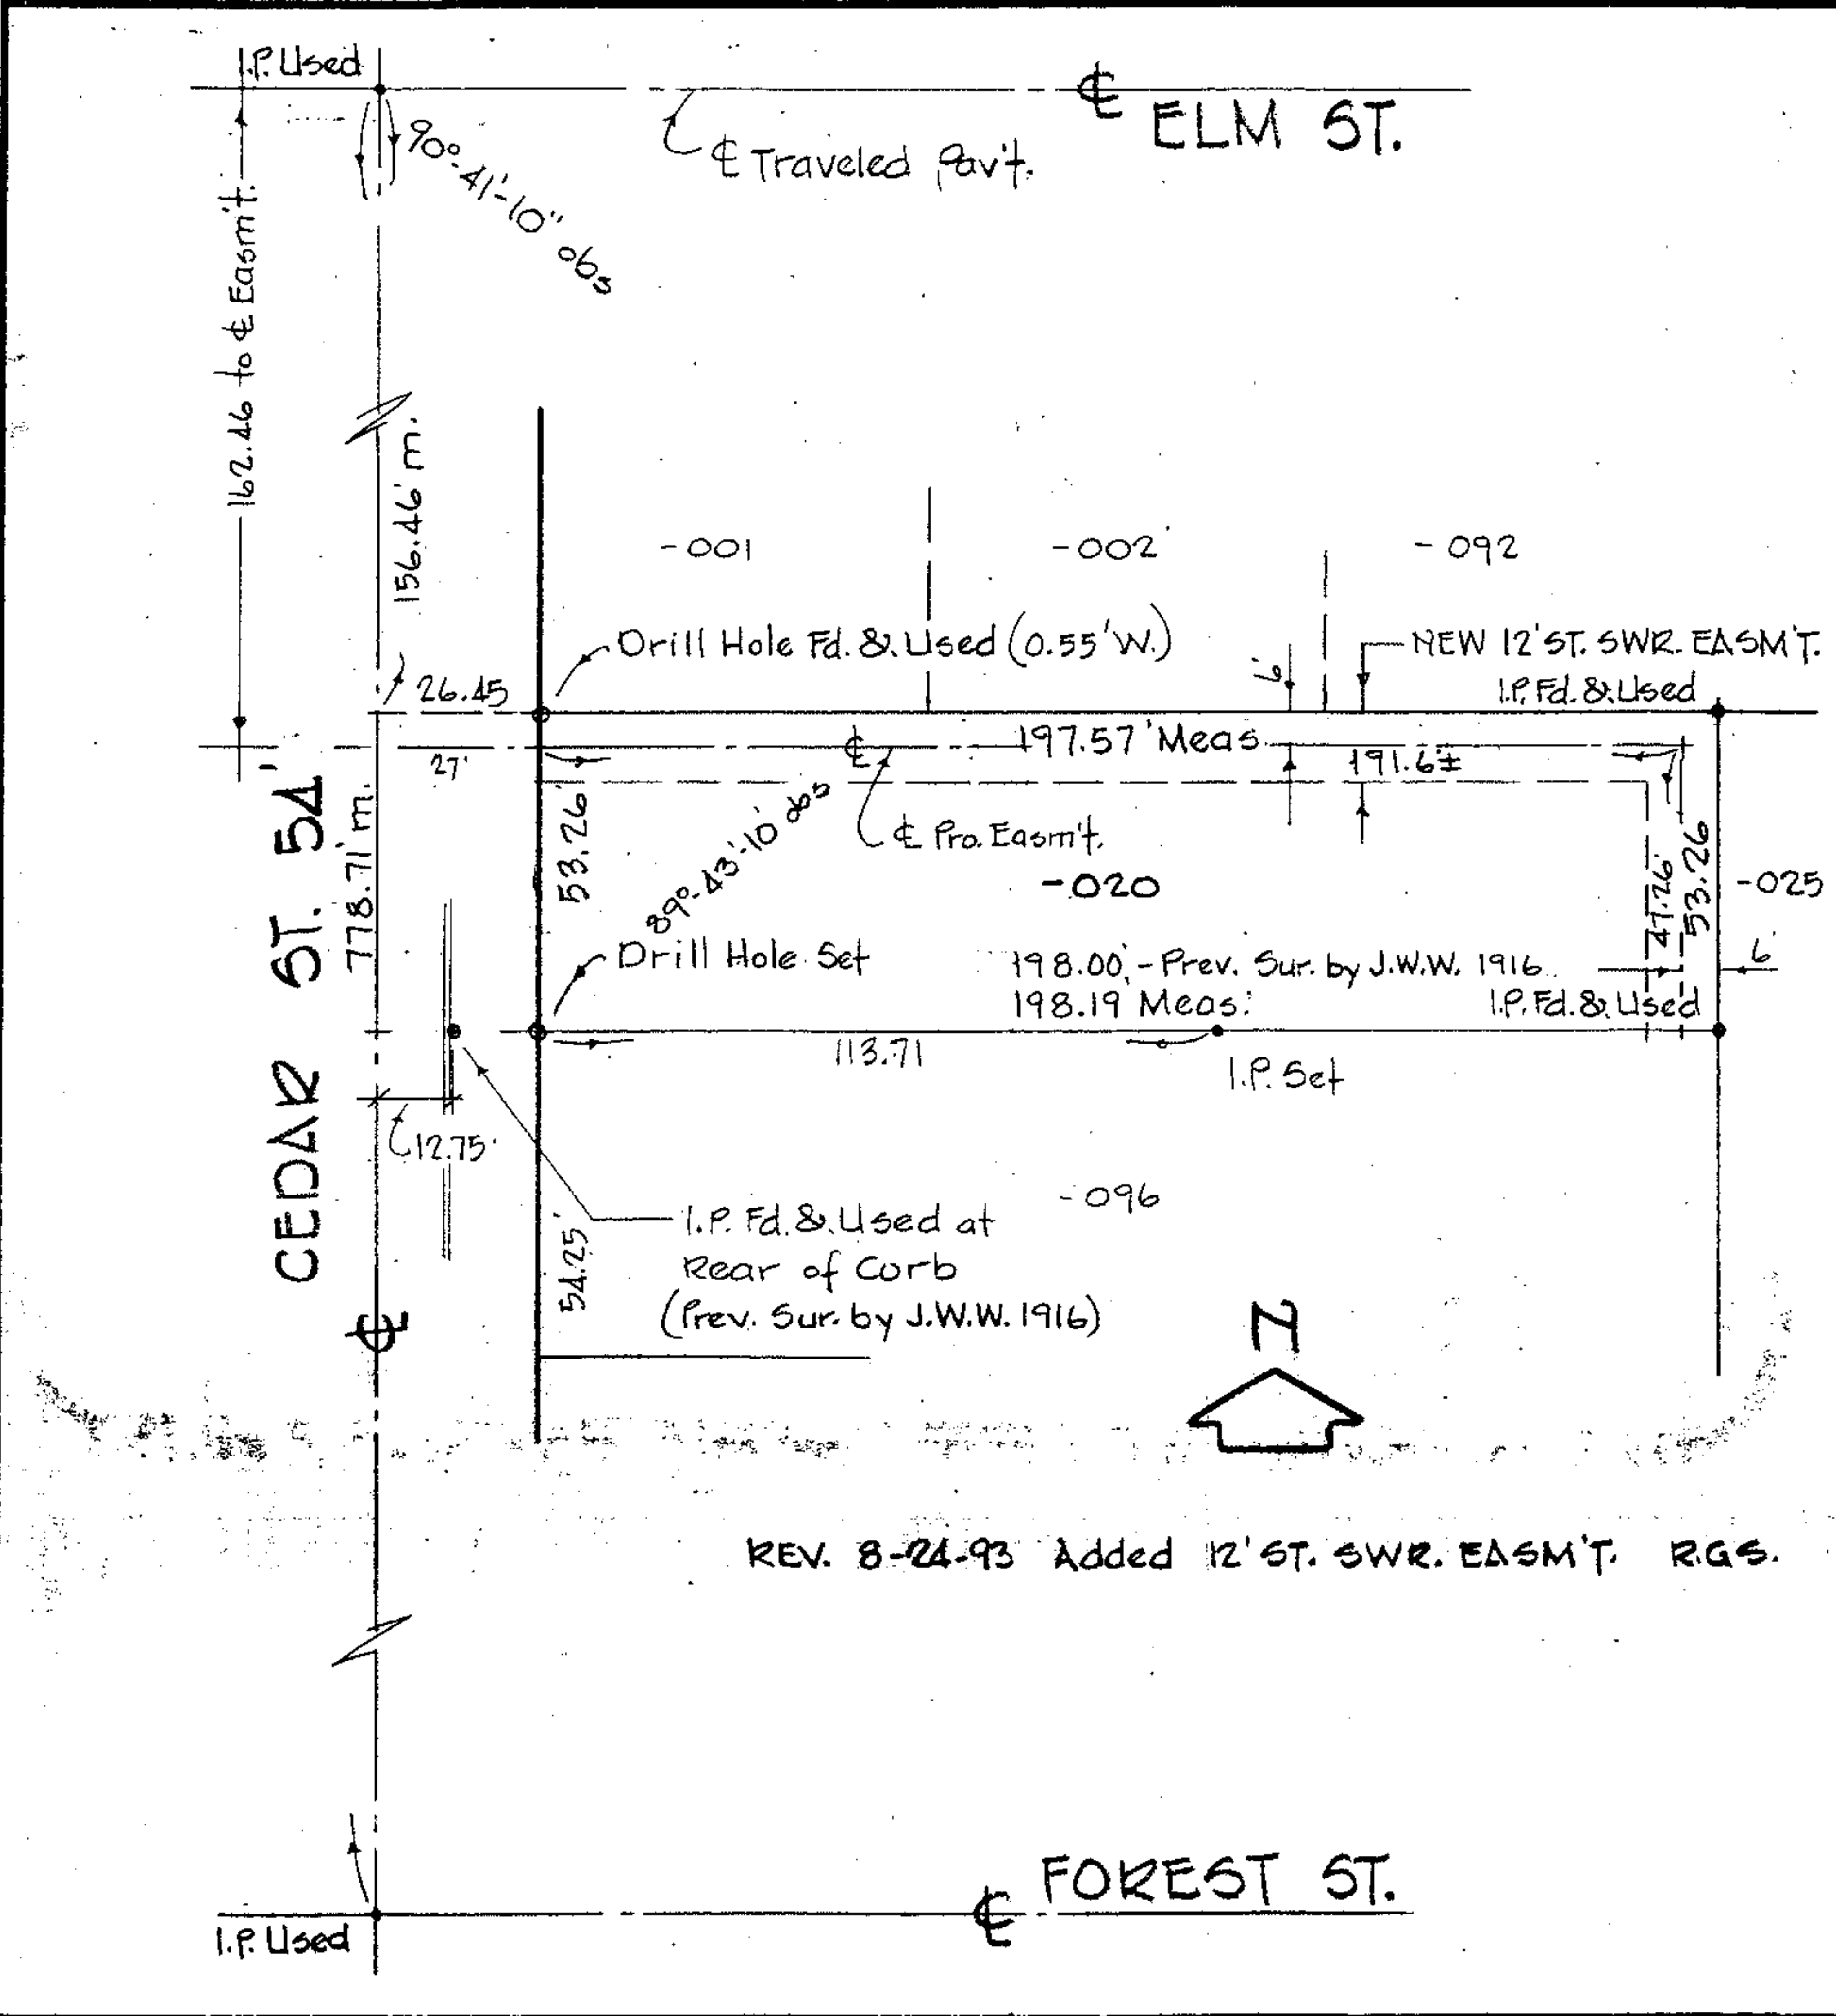 I.P. Used
℄ ELM ST.
℄ Traveled Pav't.
90°-41'-10" obs
162.46 to ℄ Easm't.
156.46' m.
-001
-002
-092
Drill Hole Fd. & Used (0.55' W.)
6'
NEW 12' ST. SWR. EASM'T.
I.P. Fd. & Used
26.45
27'
197.57' Meas.
℄
191.6±
℄ Pro. Easm't.
53.26'
89°-43'-10" obs
-020
47.26'
53.26
-025
CEDAR ST. 54'
778.71' m.
Drill Hole Set
198.00' - Prev. Sur. by J.W.W. 1916
6'
198.19 Meas.
I.P. Fd. & Used
113.71
I.P. Set
12.75'
-096
I.P. Fd. & Used at
Rear of Curb
(Prev. Sur. by J.W.W. 1916)
54.25'
℄
N
REV. 8-24-93 Added 12' ST. SWR. EASM'T. R.G.S.
℄ FOREST ST.
I.P. Used